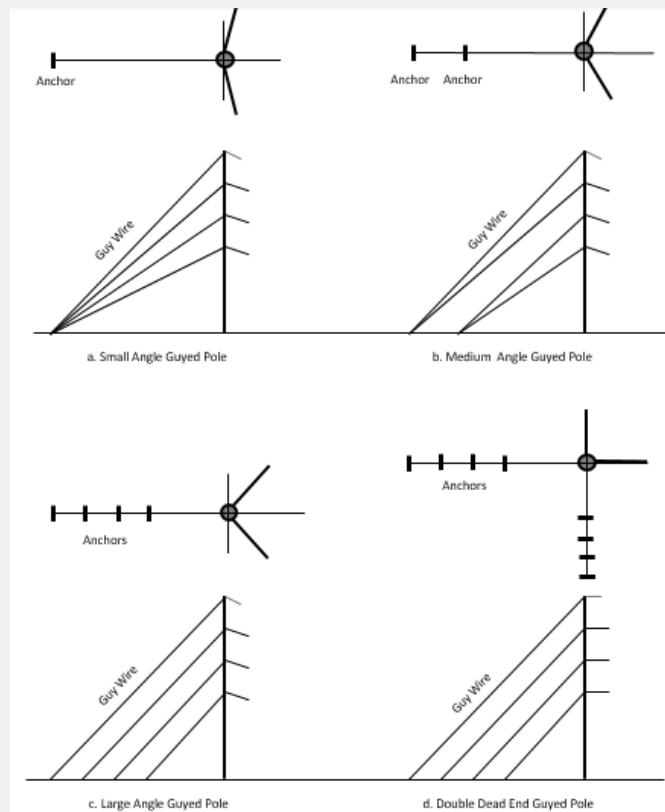 Anchor
Anchor Anchor
Guy Wire
Guy Wire
a. Small Angle Guyed Pole
b. Medium Angle Guyed Pole
Anchors
Anchors
Guy Wire
Guy Wire
c. Large Angle Guyed Pole
d. Double Dead End Guyed Pole